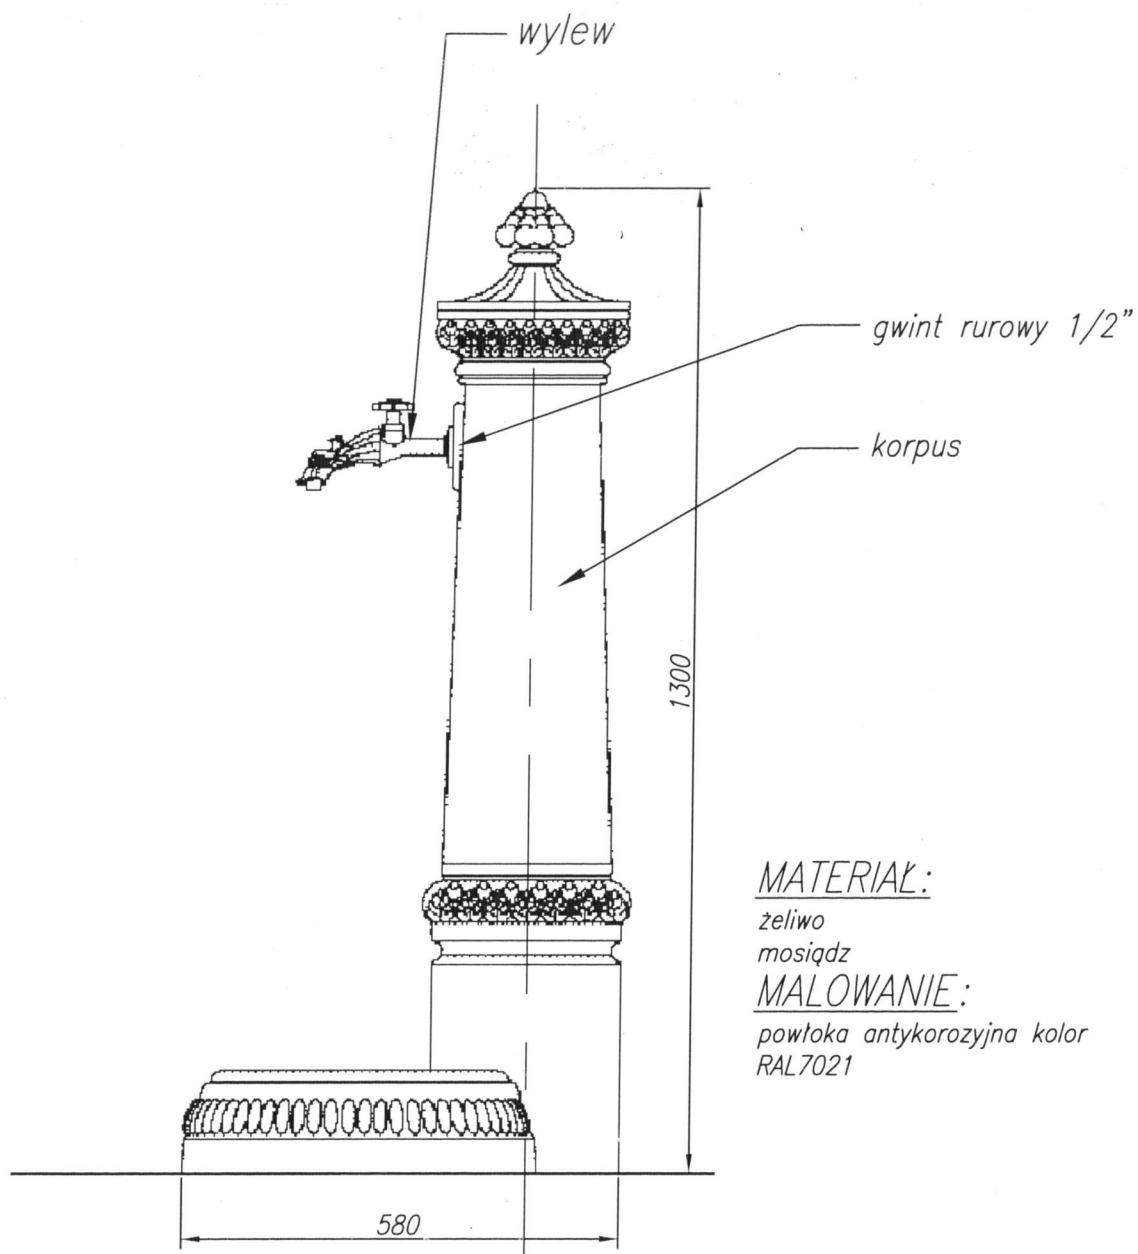 wylew
gwint rurowy 1/2"
korpus
1300
MATERIAŁ:
żeliwo
mosiądz
MALOWANIE:
powłoka antykorozyjna kolor
RAL7021
580